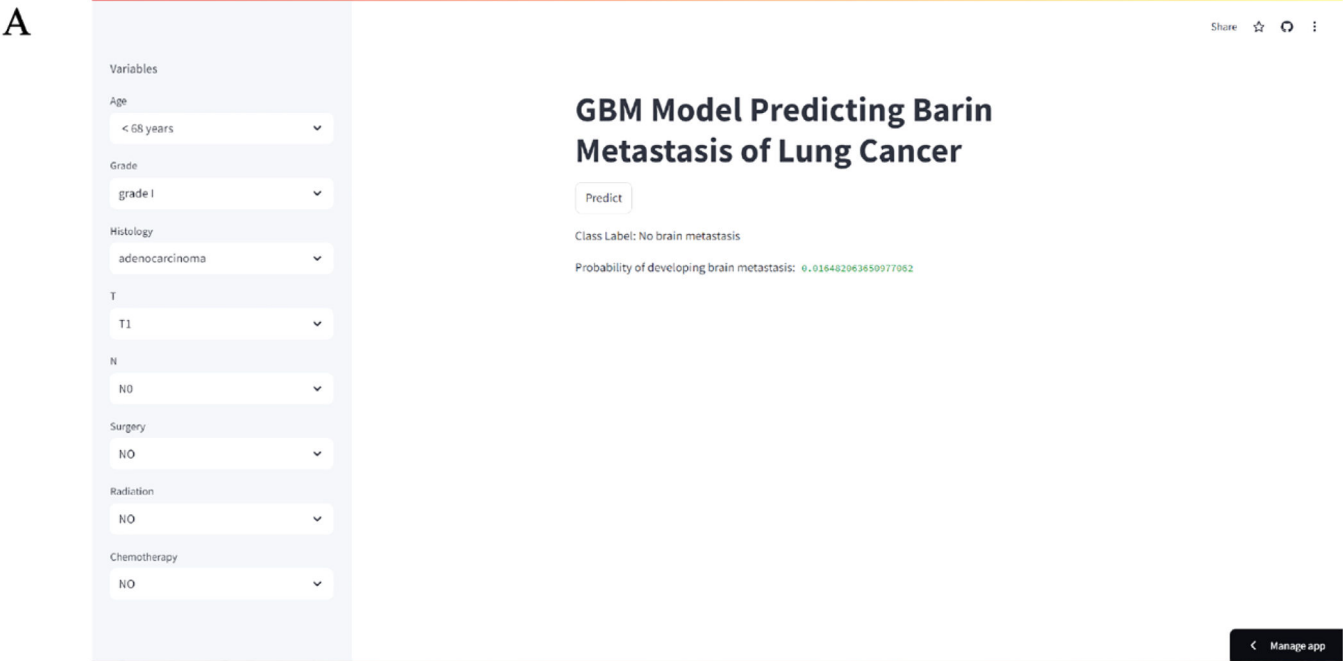 A
Share
Variables
Age
< 68 years
Grade
grade I
Histology
adenocarcinoma
T
T1
N
N0
Surgery
NO
Radiation
NO
Chemotherapy
NO
GBM Model Predicting Barin
Metastasis of Lung Cancer
Predict
Class Label: No brain metastasis
Probability of developing brain metastasis: 0.016482063650977062
Manage app